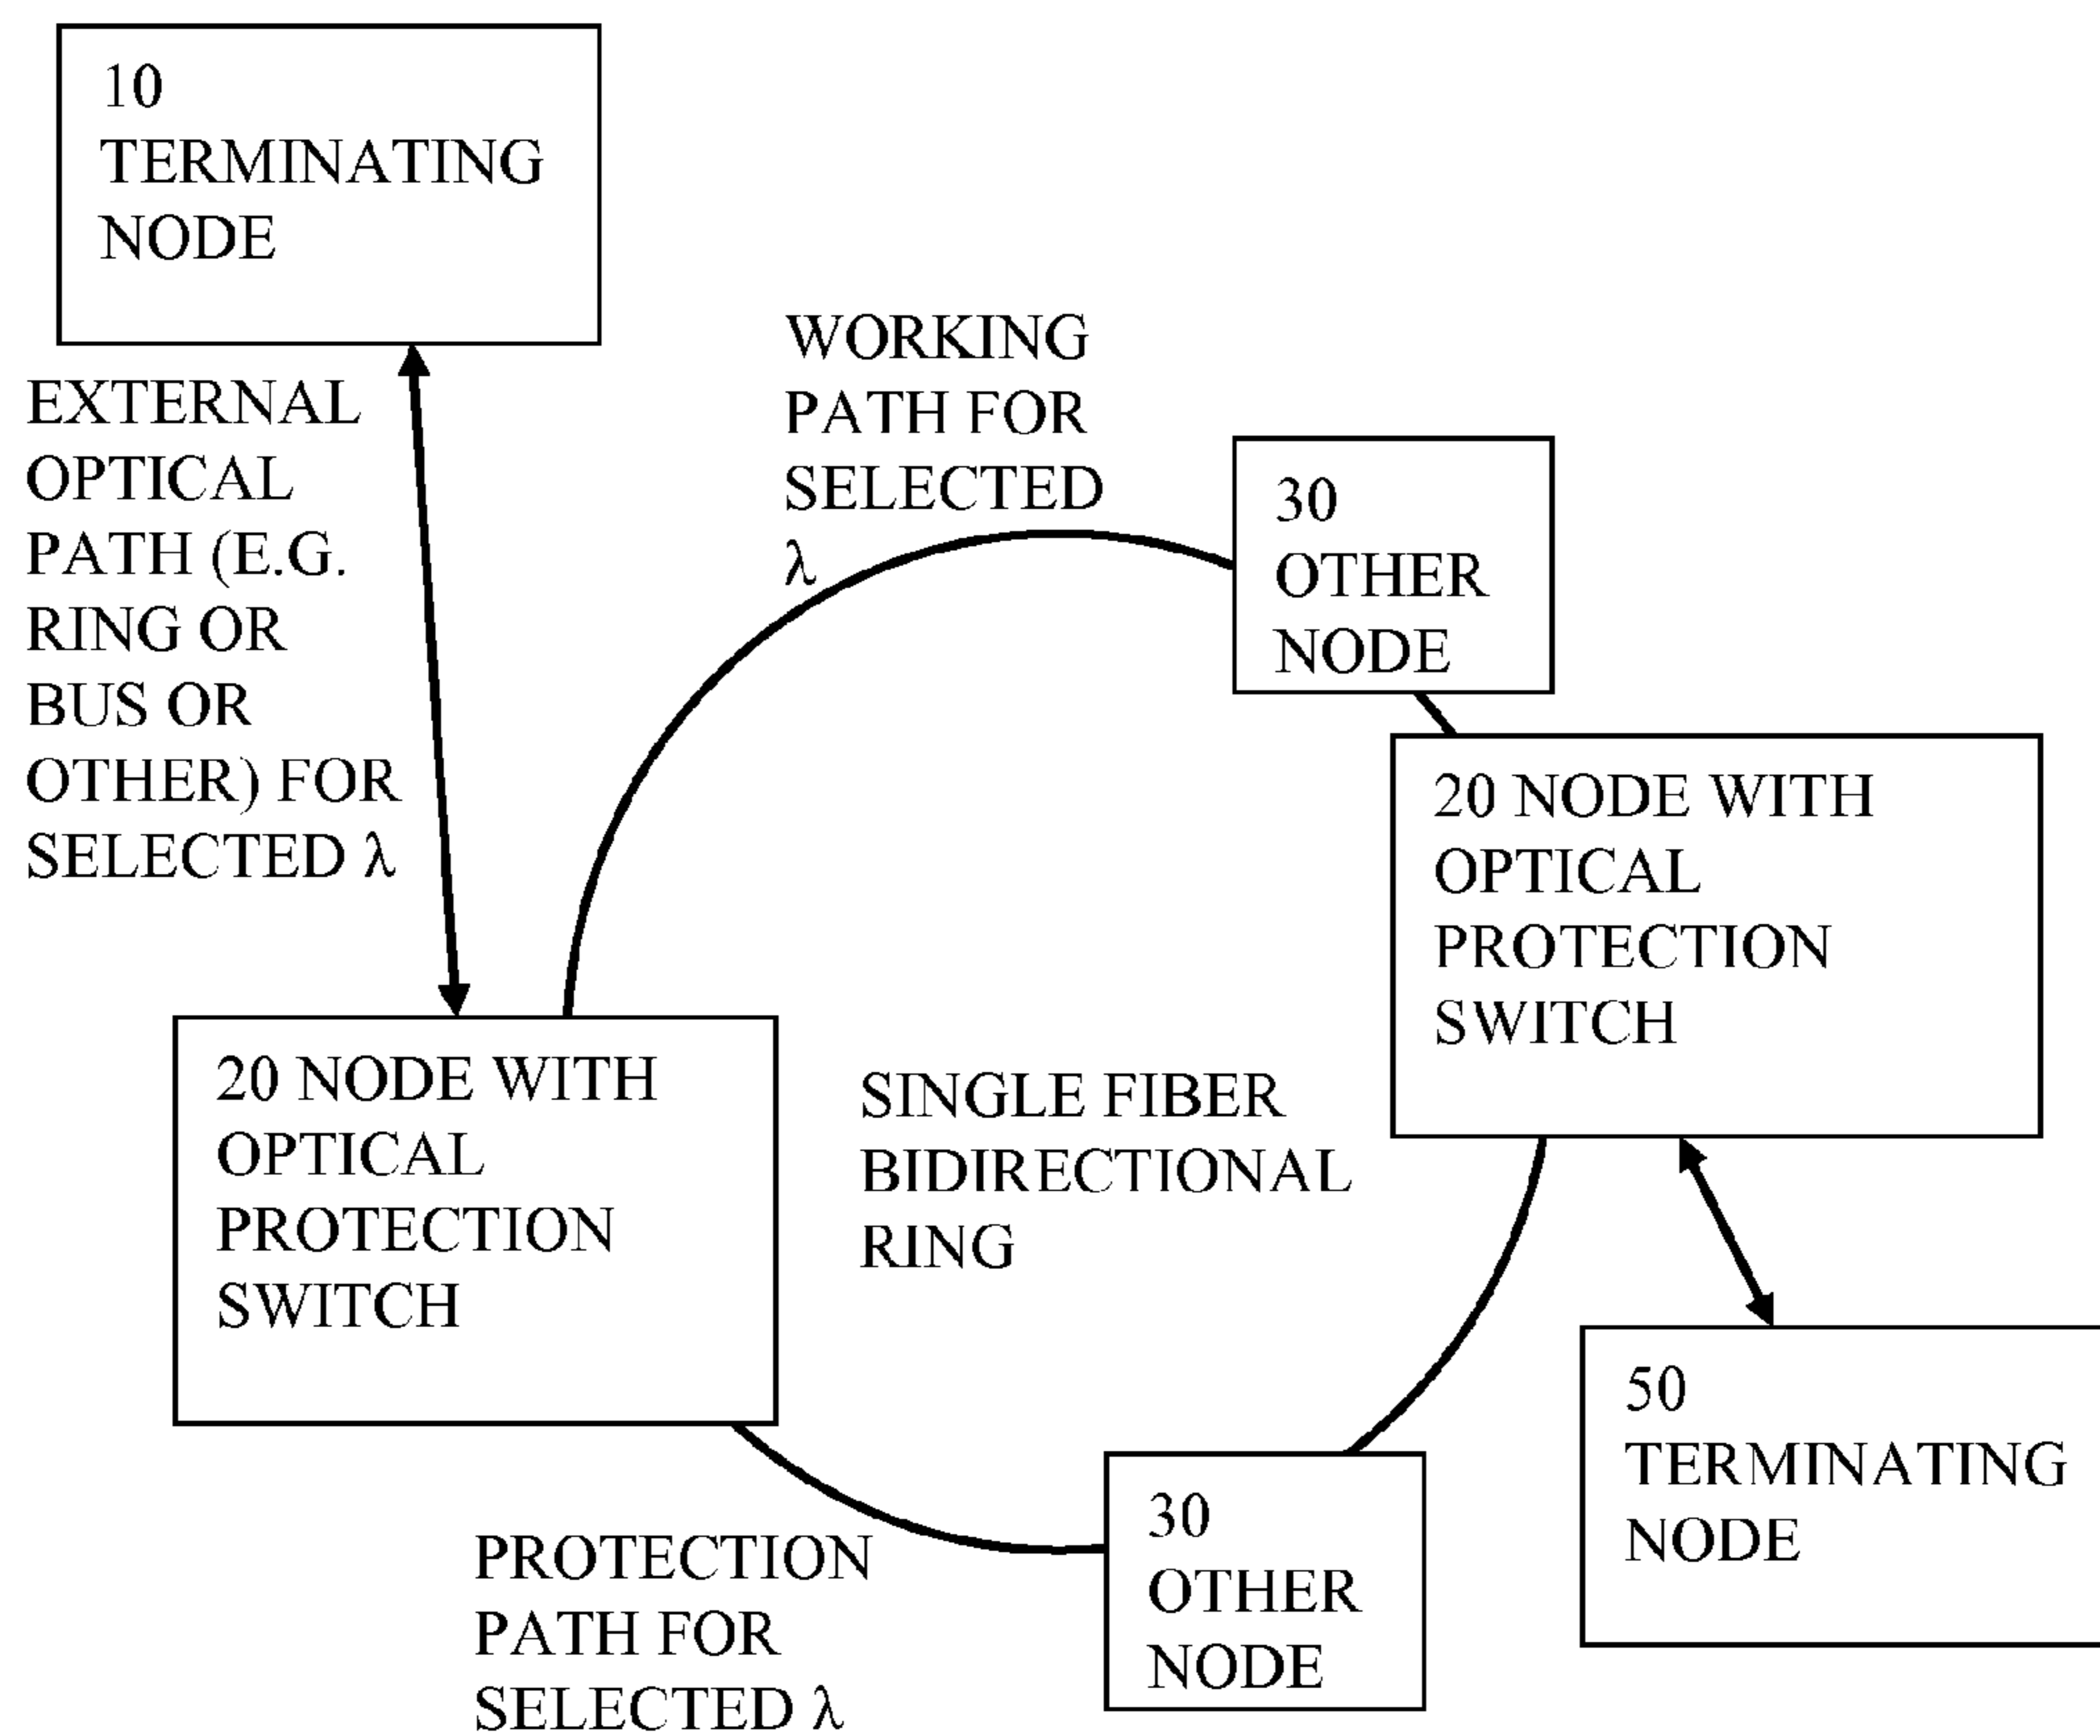 10
TERMINATING
NODE
EXTERNAL
OPTICAL
PATH (E.G.
RING OR
BUS OR
OTHER) FOR
SELECTED λ
WORKING
PATH FOR
SELECTED
λ
30
OTHER
NODE
20 NODE WITH
OPTICAL
PROTECTION
SWITCH
20 NODE WITH
OPTICAL
PROTECTION
SWITCH
SINGLE FIBER
BIDIRECTIONAL
RING
50
TERMINATING
NODE
30
OTHER
NODE
PROTECTION
PATH FOR
SELECTED λ